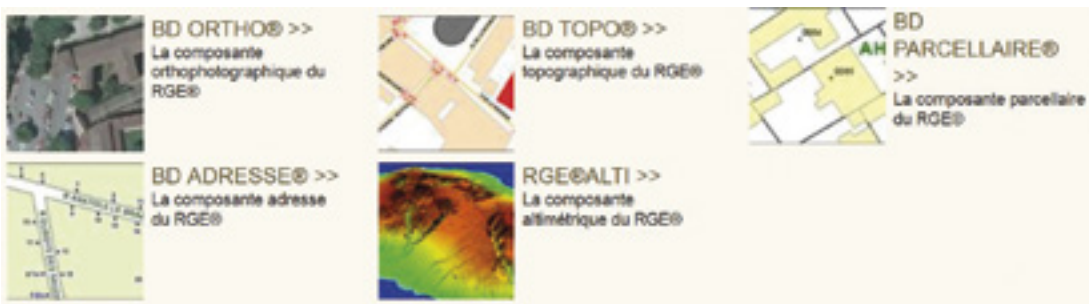 BD ORTHO® >>
La composante
orthophotographique du
RGE®
BD TOPO® >>
La composante
topographique du RGE®
BD
PARCELLAIRE®
>>
La composante parcellaire
du RGE®
AH
BD ADRESSE® >>
La composante adresse
du RGE®
RGE®ALTI >>
La composante
altimétrique du RGE®